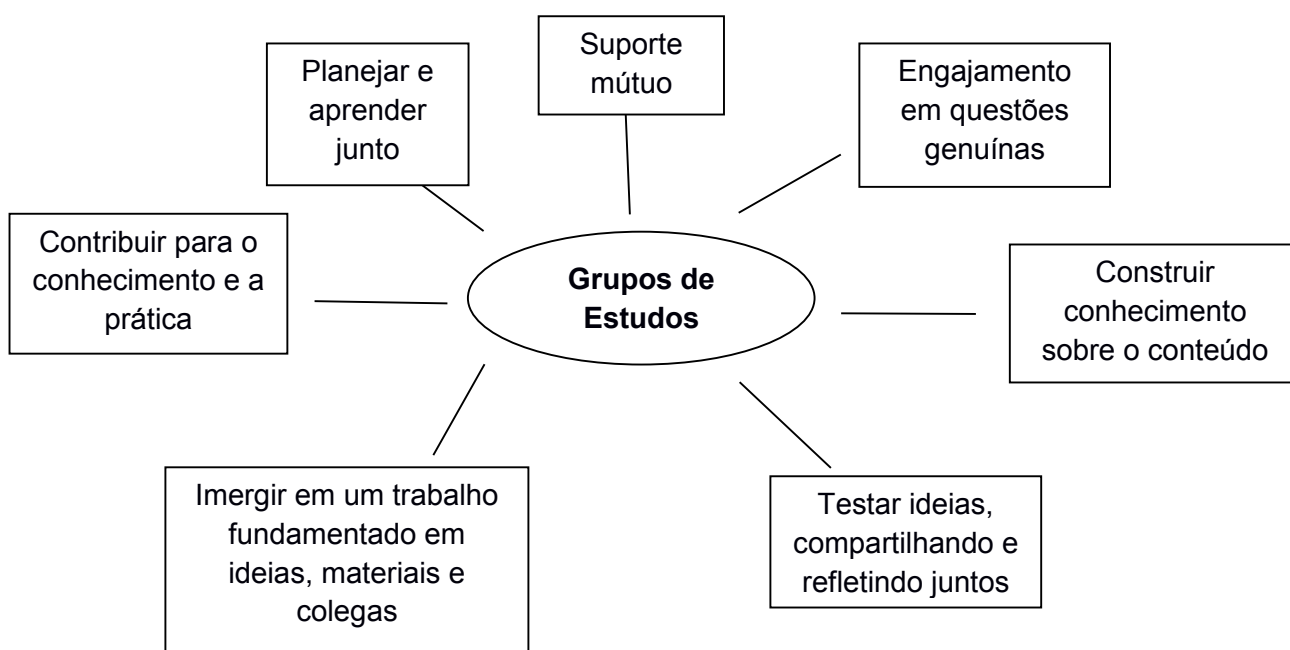 Suporte
mútuo
Planejar e
aprender
junto
Engajamento
em questões
genuínas
Contribuir para o
conhecimento e a
prática
Grupos de
Estudos
Construir
conhecimento
sobre o conteúdo
Imergir em um trabalho
fundamentado em
ideias, materiais e
colegas
Testar ideias,
compartilhando e
refletindo juntos